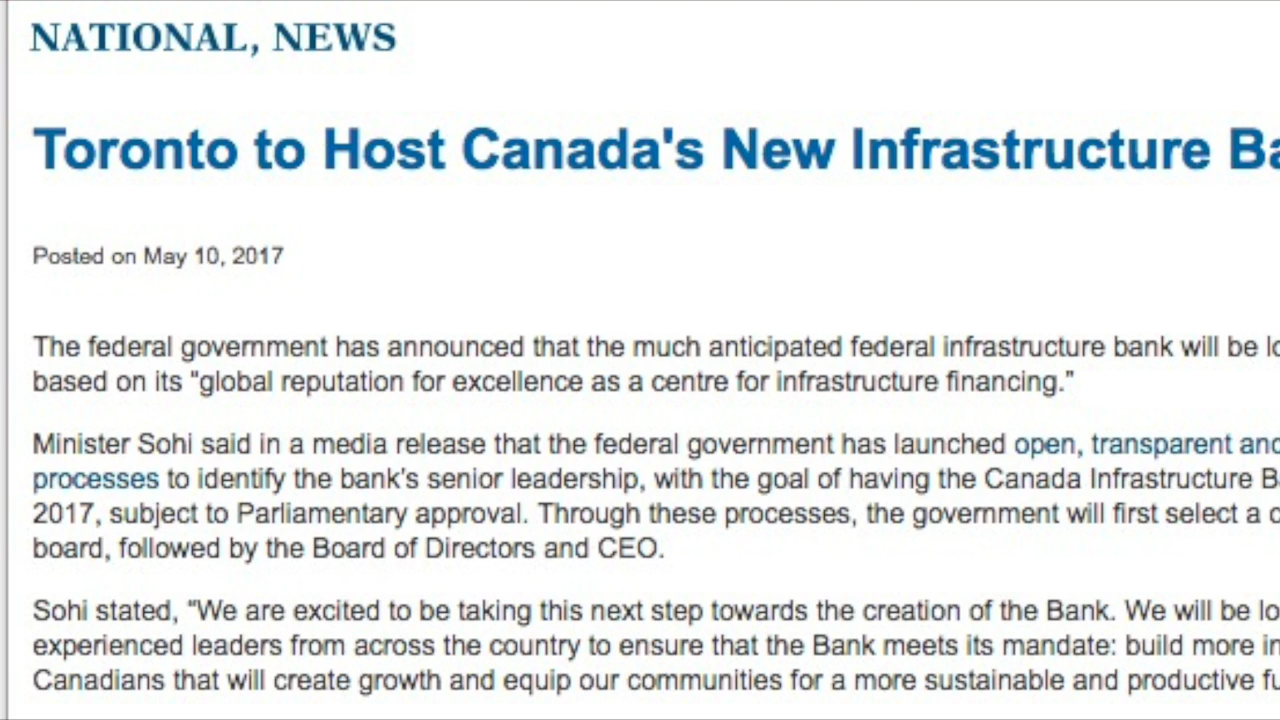 NATIONAL, NEWS
Toronto to Host Canada's New Infrastructure
Posted on May 10, 2017
The federal government has announced that the much anticipated federal infrastructure bank will be
based on its "global reputation for excellence as a centre for infrastructure financing."
Minister Sohi said in a media release that the federal government has launched open, transparent and
processes to identify the bank's senior leadership, with the goal of having the Canada Infrastructure
2017, subject to Parliamentary approval. Through these processes, the government will first select a
board, followed by the Board of Directors and CEO.
Sohi stated, "We are excited to be taking this next step towards the creation of the Bank. We will be
experienced leaders from across the country to ensure that the Bank meets its mandate: build more
Canadians that will create growth and equip our communities for a more sustainable and productive